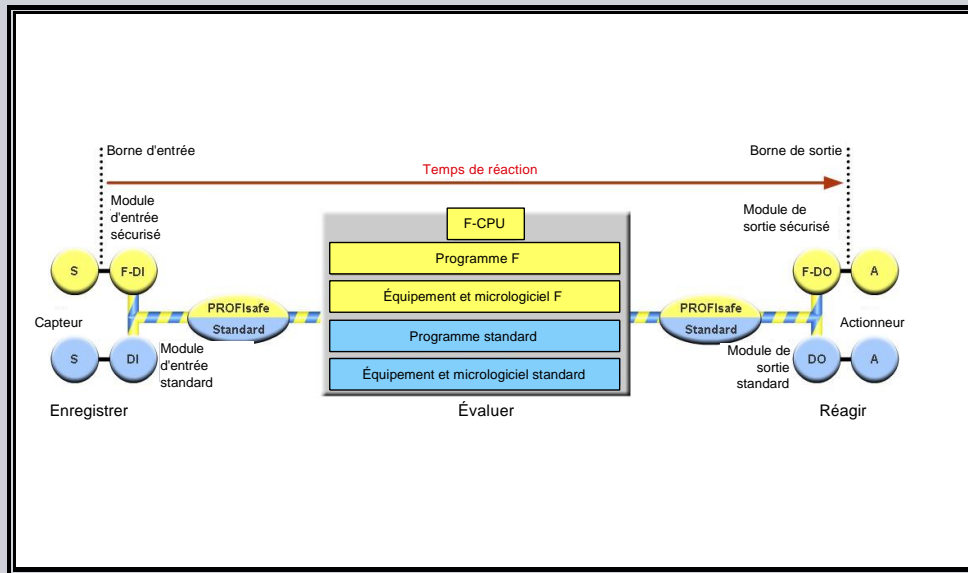 Borne d'entrée
Borne de sortie
Temps de réaction
Module
d'entrée
sécurisé
Module de
sortie sécurisé
F-CPU
Programme F
Équipement et micrologiciel F
Programme standard
Équipement et micrologiciel standard
S
F-DI
F-DO
A
PROFIsafe
Standard
PROFIsafe
Standard
Capteur
Actionneur
S
DI
Module
d'entrée
standard
Module de
sortie
standard
DO
A
Enregistrer
Évaluer
Réagir